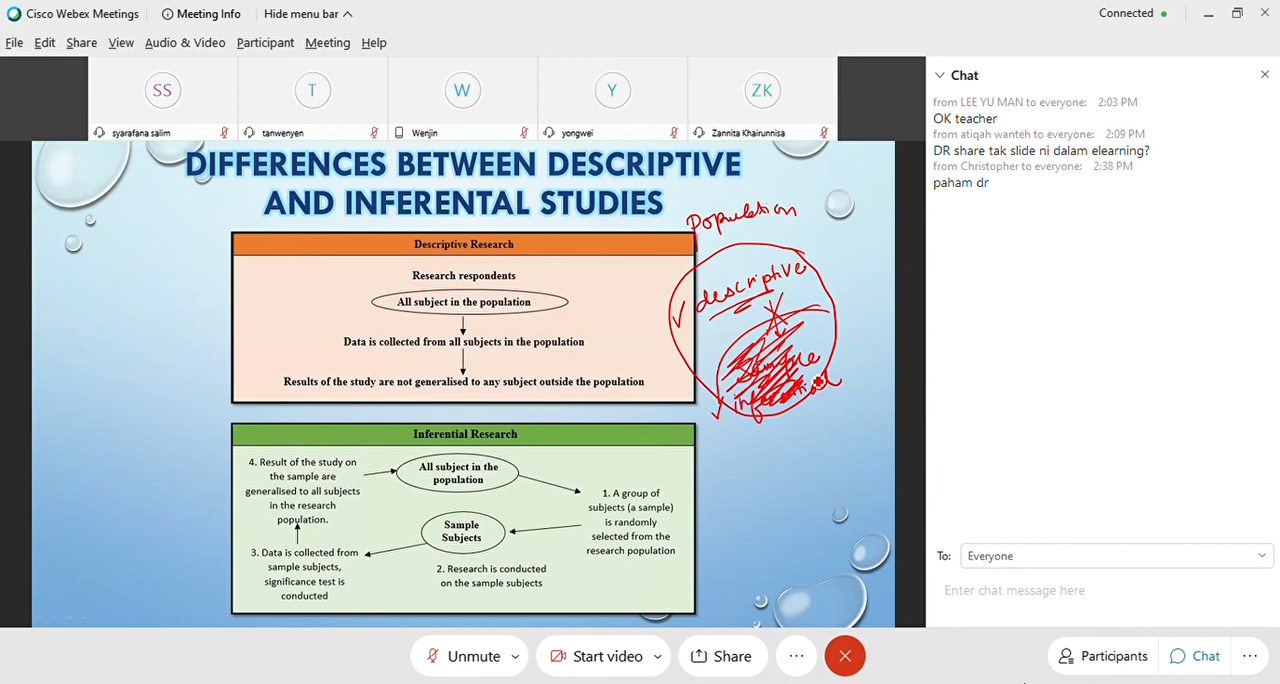 Cisco Webex Meetings
Meeting Info
Hide menu bar
Connected
File Edit Share View Audio & Video Participant Meeting Help
SS
T
W
Y
ZK
syarafana salim
tanwenyen
Wenjin
yongwei
Zannita Khairunnisa
DIFFERENCES BETWEEN DESCRIPTIVE
AND INFERENTAL STUDIES
Descriptive Research
Research respondents
All subject in the population
Data is collected from all subjects in the population
Results of the study are not generalised to any subject outside the population
Population
descriptive
Sample
inferential
Inferential Research
All subject in the
population
1. A group of
subjects (a sample)
is randomly
selected from the
research population
Sample
Subjects
2. Research is conducted
on the sample subjects
3. Data is collected from
sample subjects,
significance test is
conducted
4. Result of the study on
the sample are
generalised to all subjects
in the research
population.
Chat
from LEE YU MAN to everyone: 2:03 PM
OK teacher
from atiqah wanteh to everyone: 2:09 PM
DR share tak slide ni dalam elearning?
from Christopher to everyone: 2:38 PM
paham dr
To: Everyone
Enter chat message here
Unmute
Start video
Share
Participants
Chat